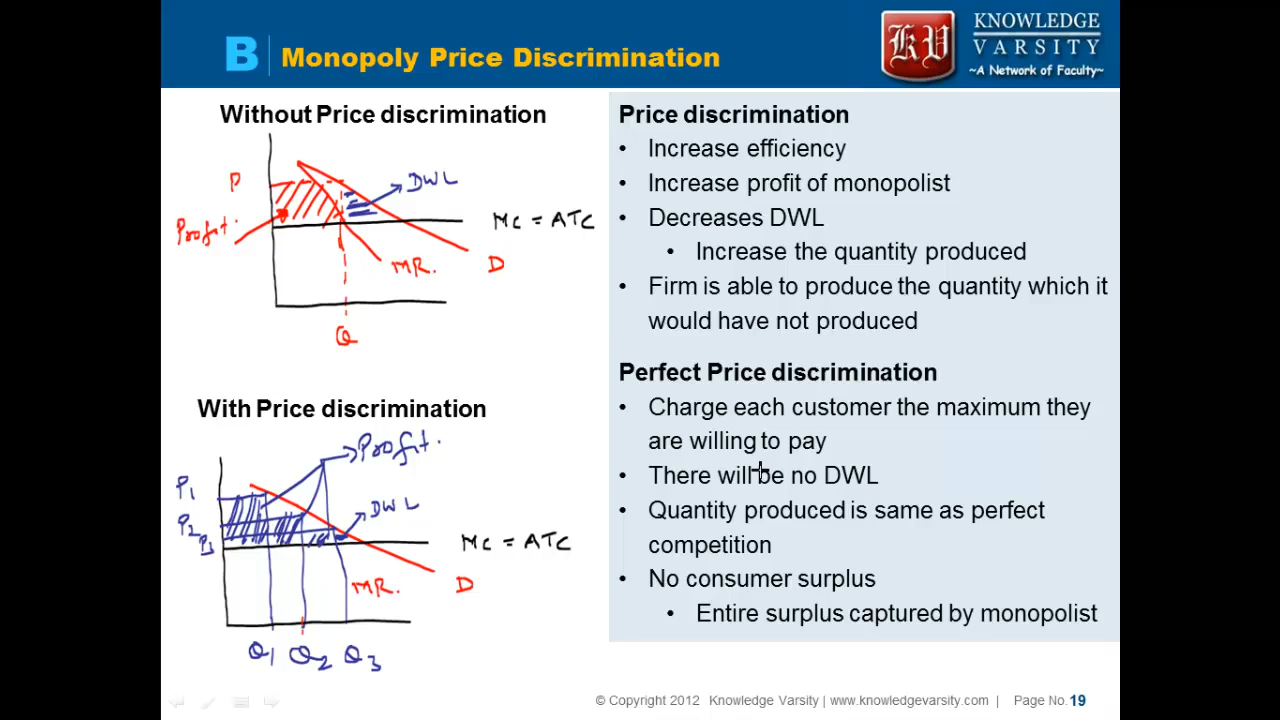 B
Monopoly Price Discrimination
KV
KNOWLEDGE
VARSITY
~A Network of Faculty~
Without Price discrimination
P
DWL
MC = ATC
Profit.
MR.
D
Q
With Price discrimination
Profit.
P1
P2
P3
DWL
MC = ATC
MR.
D
Q1 Q2 Q3
Price discrimination
• Increase efficiency
• Increase profit of monopolist
• Decreases DWL
• Increase the quantity produced
• Firm is able to produce the quantity which it
would have not produced
Perfect Price discrimination
• Charge each customer the maximum they
are willing to pay
• There will be no DWL
• Quantity produced is same as perfect
competition
• No consumer surplus
• Entire surplus captured by monopolist
© Copyright 2012 Knowledge Varsity | www.knowledgevarsity.com | Page No. 19